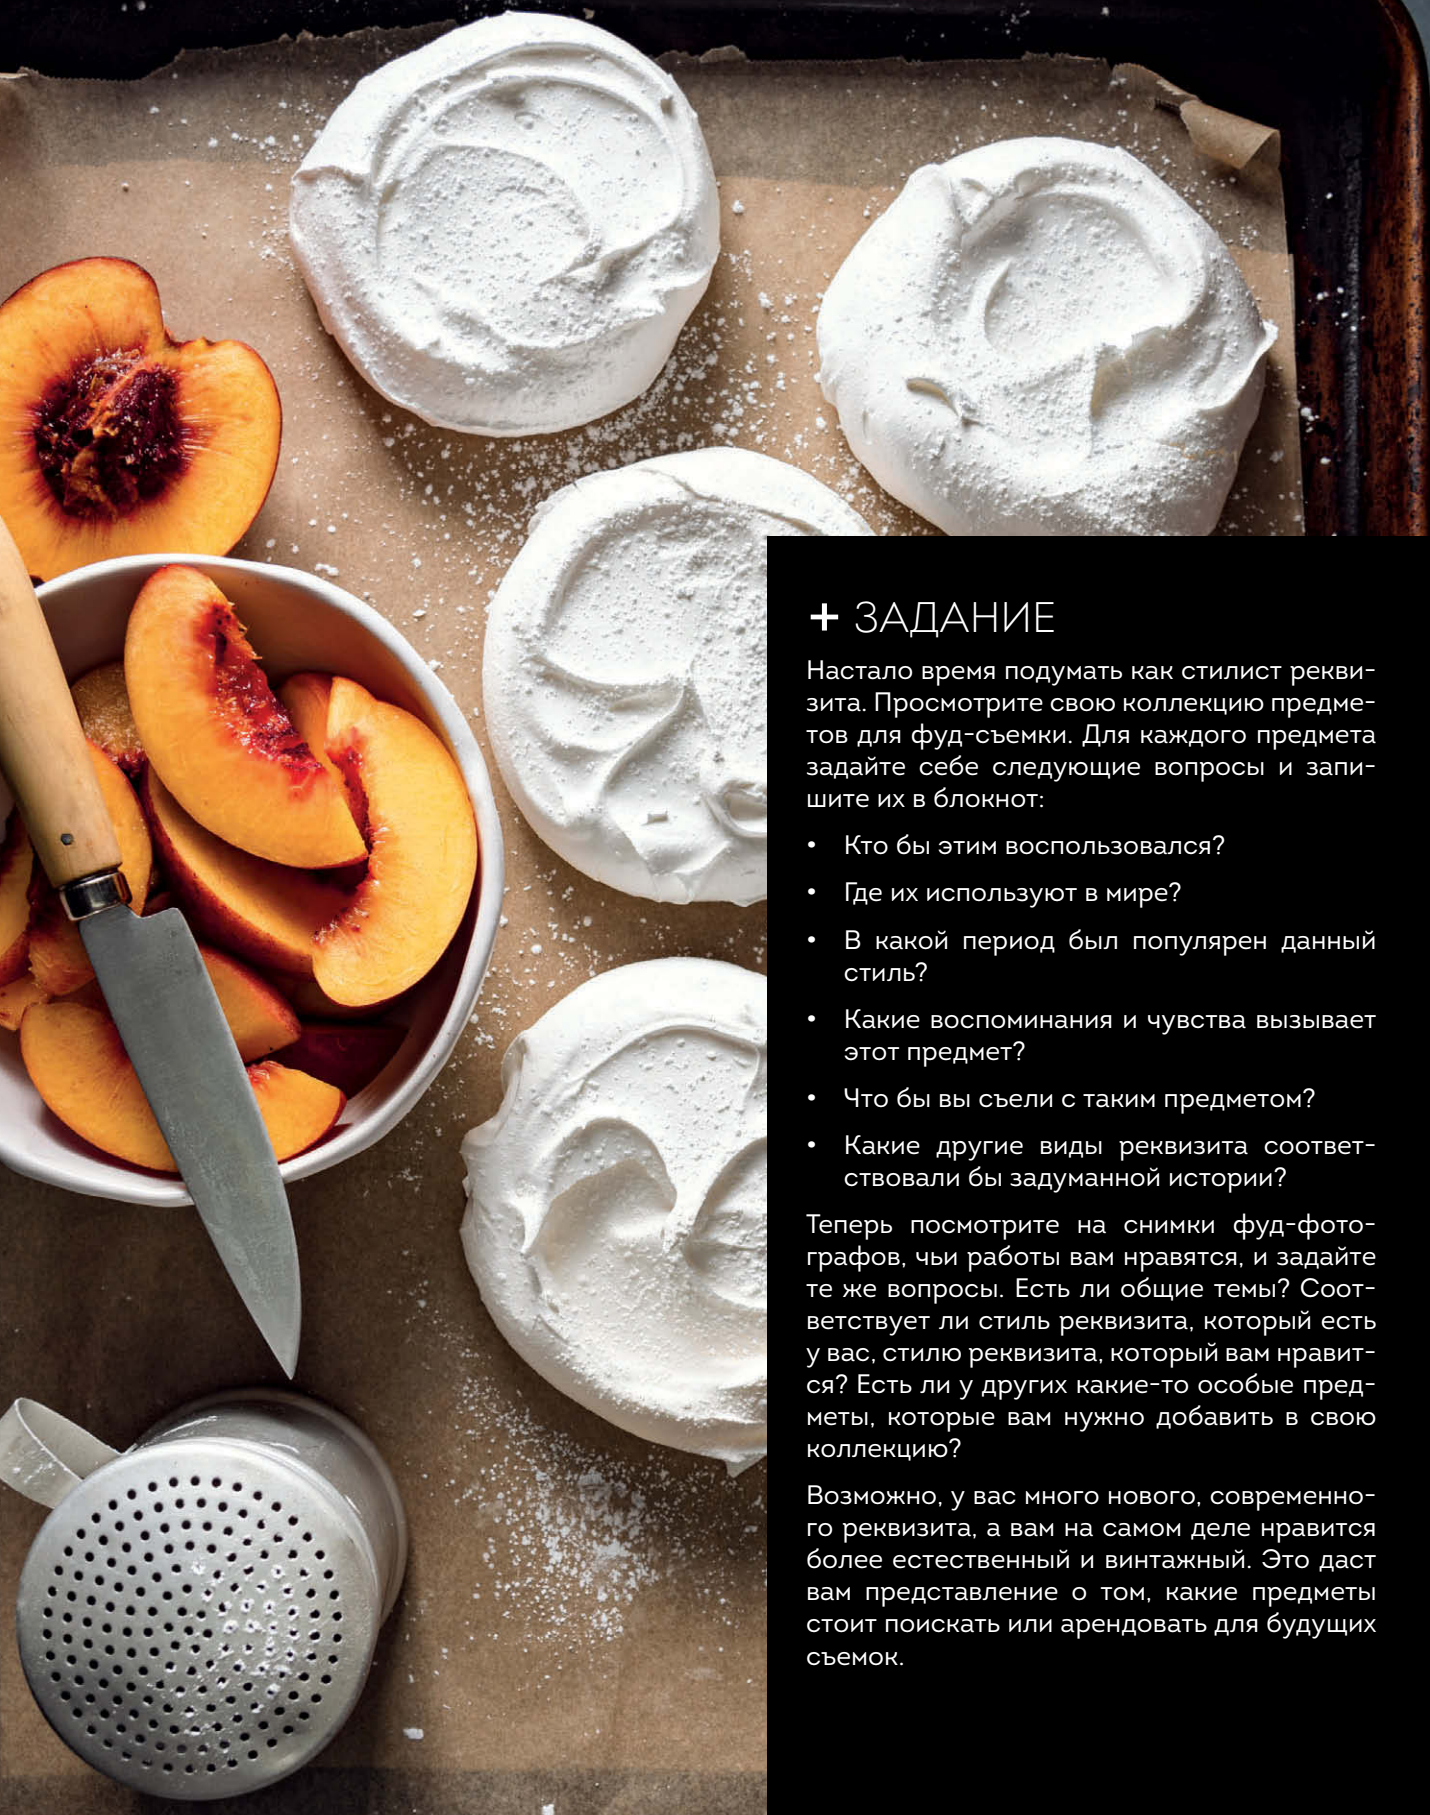 + ЗАДАНИЕ
Настало время подумать как стилист рекви-
зита. Просмотрите свою коллекцию предме-
тов для фуд-съемки. Для каждого предмета
задайте себе следующие вопросы и запи-
шите их в блокнот:
• Кто бы этим воспользовался?
• Где их используют в мире?
• В какой период был популярен данный
стиль?
• Какие воспоминания и чувства вызывает
этот предмет?
• Что бы вы съели с таким предметом?
• Какие другие виды реквизита соответ-
ствовали бы задуманной истории?
Теперь посмотрите на снимки фуд-фото-
графов, чьи работы вам нравятся, и задайте
те же вопросы. Есть ли общие темы? Соот-
ветствует ли стиль реквизита, который есть
у вас, стилю реквизита, который вам нравит-
ся? Есть ли у других какие-то особые пред-
меты, которые вам нужно добавить в свою
коллекцию?
Возможно, у вас много нового, современно-
го реквизита, а вам на самом деле нравится
более естественный и винтажный. Это даст
вам представление о том, какие предметы
стоит поискать или арендовать для будущих
съемок.